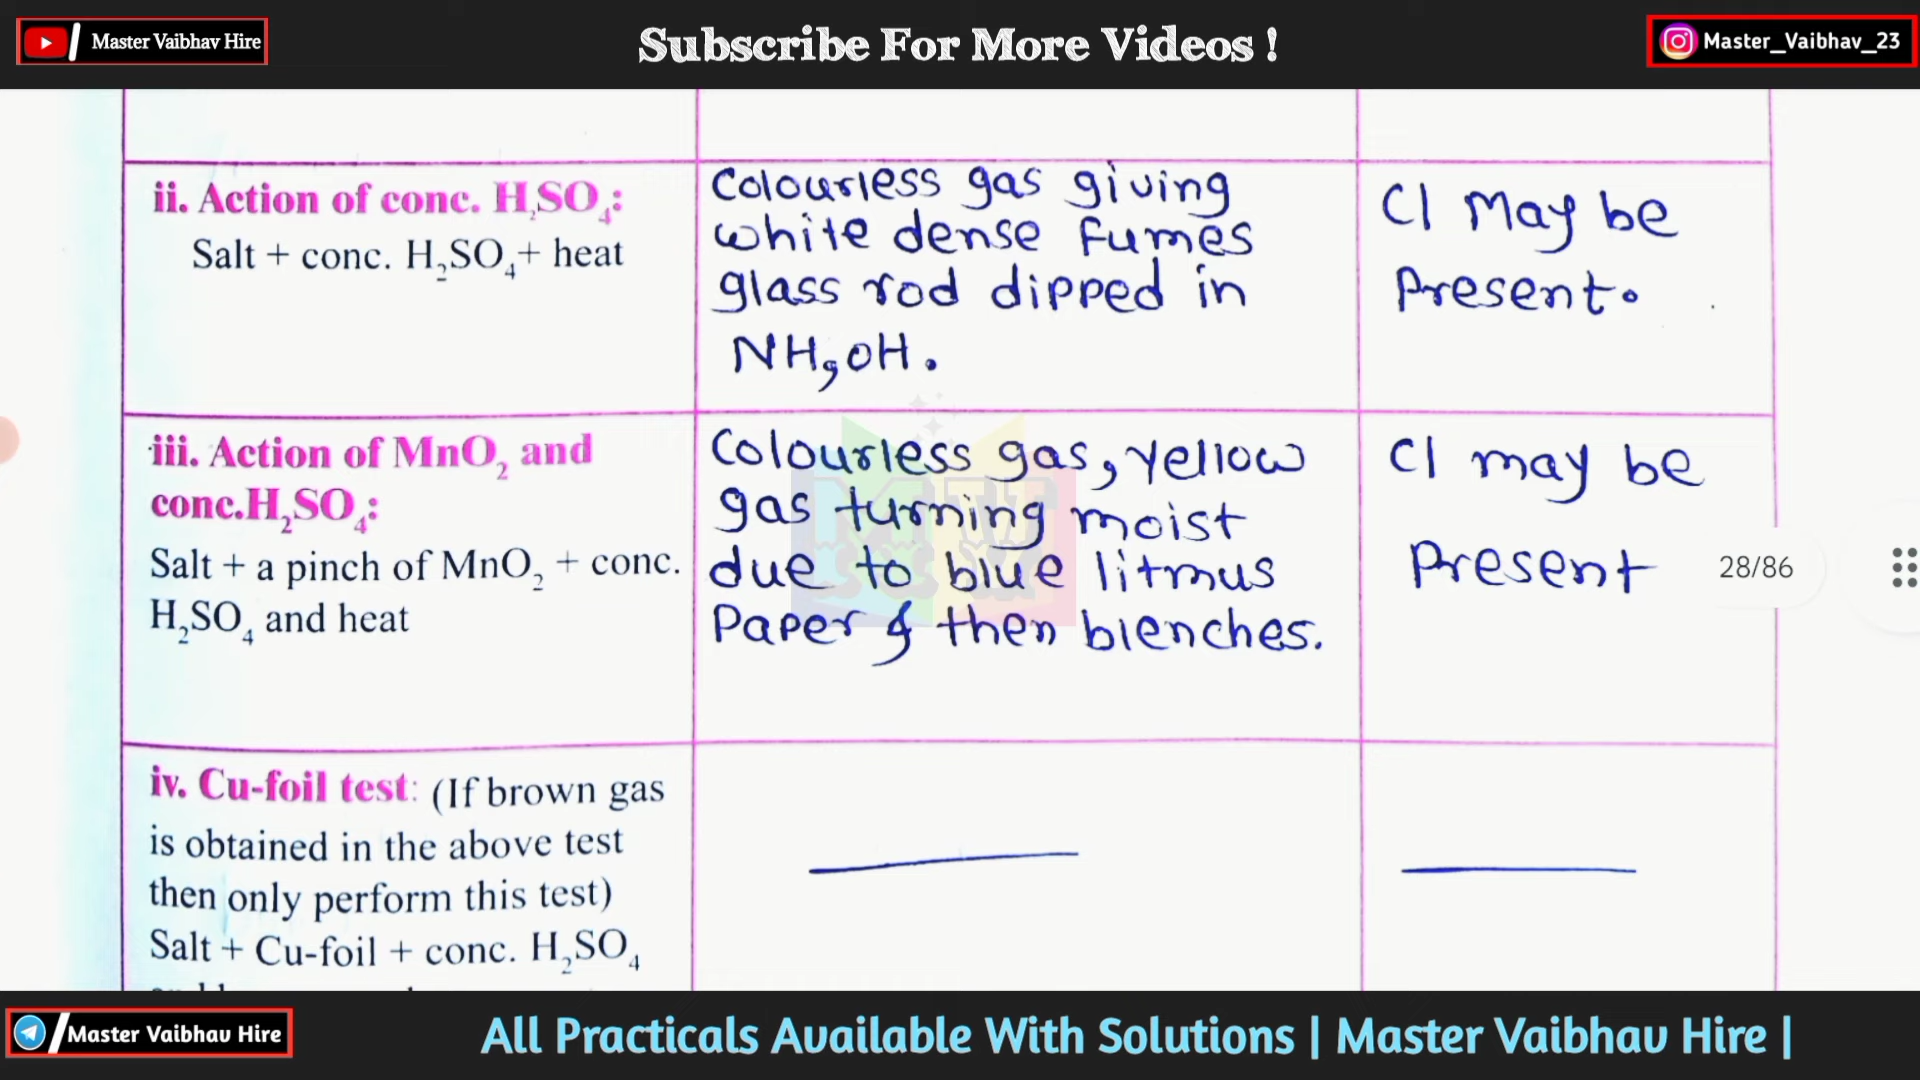 Master Vaibhav Hire
Subscribe For More Videos !
Master_Vaibhav_23
ii. Action of conc. H₂SO₄:
Salt + conc. H₂SO₄+ heat
Colourless gas giving
white dense fumes
glass rod dipped in
NH₄OH.
Cl May be
Present.
iii. Action of MnO₂ and
conc.H₂SO₄:
Salt + a pinch of MnO₂ + conc.
H₂SO₄ and heat
Colourless gas, yellow
gas turning moist
due to blue litmus
Paper & then blenches.
Cl may be
Present
28/86
iv. Cu-foil test: (If brown gas
is obtained in the above test
then only perform this test)
Salt + Cu-foil + conc. H₂SO₄
Master Vaibhav Hire
All Practicals Available With Solutions | Master Vaibhav Hire |